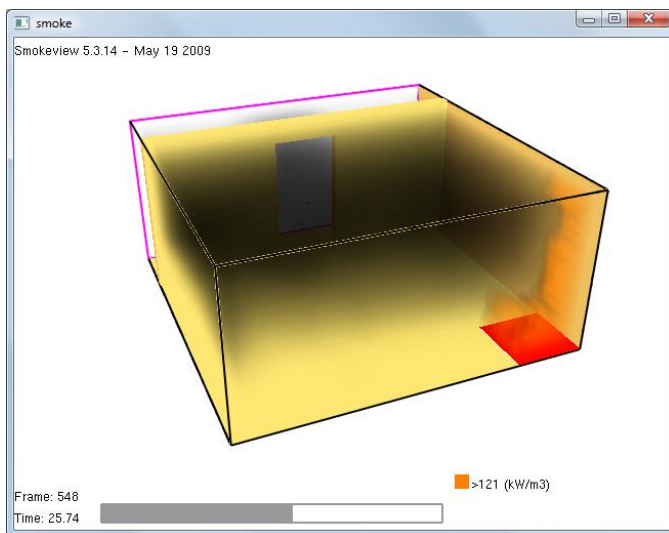 smoke
Smokeview 5.3.14 - May 19 2009
>121 (kW/m3)
Frame: 548
Time: 25.74